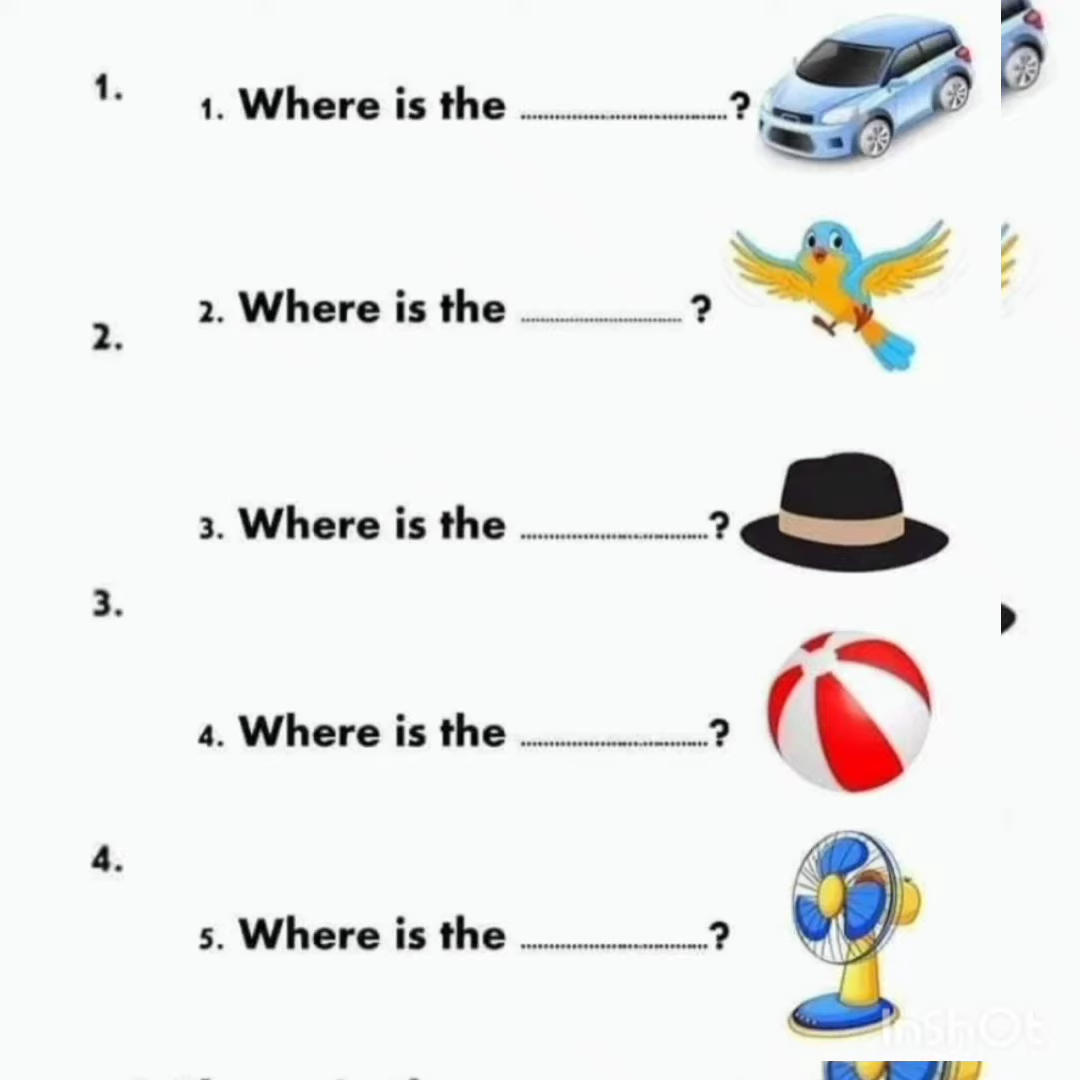 1.
1. Where is the ..............................?
2. Where is the ....................... ?
2.
3. Where is the ...........................?
3.
4. Where is the ...........................?
4.
5. Where is the ...........................?
InShOt